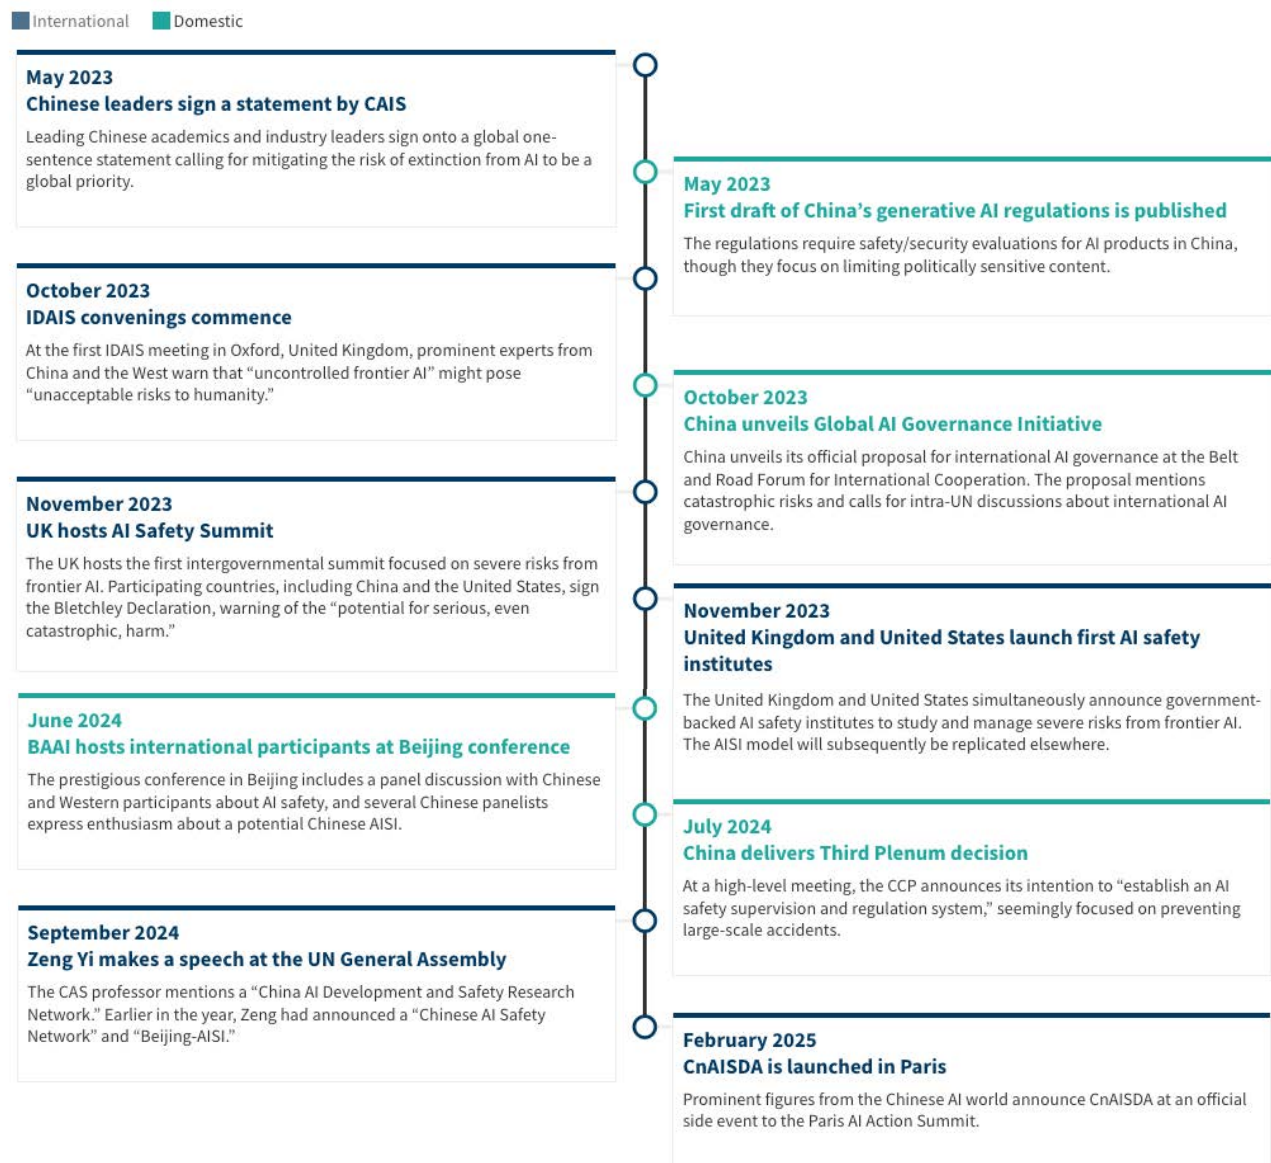 International
Domestic
May 2023
Chinese leaders sign a statement by CAIS
Leading Chinese academics and industry leaders sign onto a global one-
sentence statement calling for mitigating the risk of extinction from AI to be a
global priority.
May 2023
First draft of China’s generative AI regulations is published
The regulations require safety/security evaluations for AI products in China,
though they focus on limiting politically sensitive content.
October 2023
IDAIS convenings commence
At the first IDAIS meeting in Oxford, United Kingdom, prominent experts from
China and the West warn that “uncontrolled frontier AI” might pose
“unacceptable risks to humanity.”
October 2023
China unveils Global AI Governance Initiative
China unveils its official proposal for international AI governance at the Belt
and Road Forum for International Cooperation. The proposal mentions
catastrophic risks and calls for intra-UN discussions about international AI
governance.
November 2023
UK hosts AI Safety Summit
The UK hosts the first intergovernmental summit focused on severe risks from
frontier AI. Participating countries, including China and the United States, sign
the Bletchley Declaration, warning of the “potential for serious, even
catastrophic, harm.”
November 2023
United Kingdom and United States launch first AI safety
institutes
The United Kingdom and United States simultaneously announce government-
backed AI safety institutes to study and manage severe risks from frontier AI.
The AISI model will subsequently be replicated elsewhere.
June 2024
BAAI hosts international participants at Beijing conference
The prestigious conference in Beijing includes a panel discussion with Chinese
and Western participants about AI safety, and several Chinese panelists
express enthusiasm about a potential Chinese AISI.
July 2024
China delivers Third Plenum decision
At a high-level meeting, the CCP announces its intention to “establish an AI
safety supervision and regulation system,” seemingly focused on preventing
large-scale accidents.
September 2024
Zeng Yi makes a speech at the UN General Assembly
The CAS professor mentions a “China AI Development and Safety Research
Network.” Earlier in the year, Zeng had announced a “Chinese AI Safety
Network” and “Beijing-AISI.”
February 2025
CnAISDA is launched in Paris
Prominent figures from the Chinese AI world announce CnAISDA at an official
side event to the Paris AI Action Summit.